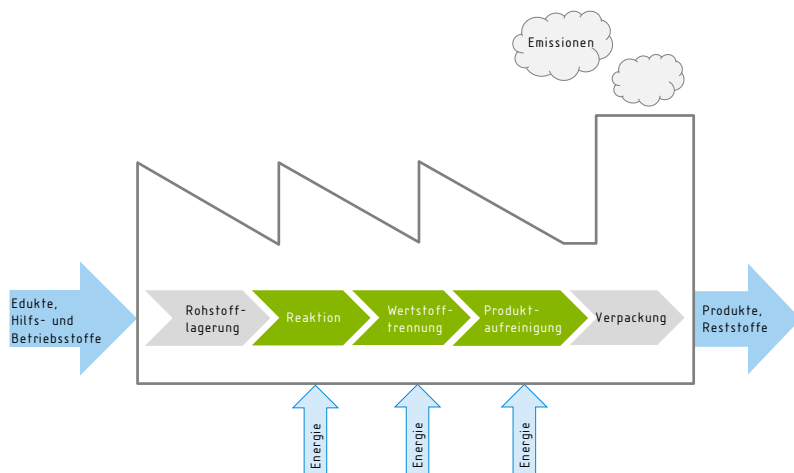 Emissionen
Edukte,
Hilfs- und
Betriebsstoffe
Rohstoff-
lagerung
Reaktion
Wertstoff-
trennung
Produkt-
aufreinigung
Verpackung
Produkte,
Reststoffe
Energie
Energie
Energie